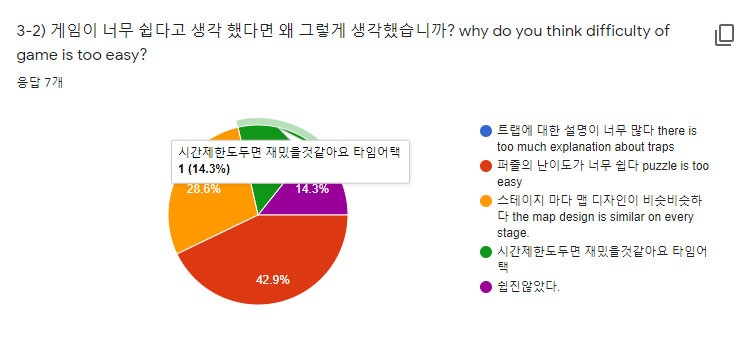 3-2) 게임이 너무 쉽다고 생각 했다면 왜 그렇게 생각했습니까? why do you think difficulty of
game is too easy?
응답 7개
시간제한도두면 재밌을것같아요 타임어택
1 (14.3%)
28.6%
14.3%
42.9%
트랩에 대한 설명이 너무 많다 there is
too much explanation about traps
퍼즐의 난이도가 너무 쉽다 puzzle is too
easy
스테이지 마다 맵 디자인이 비슷비슷하
다 the map design is similar on every
stage.
시간제한도두면 재밌을것같아요 타임어
택
쉽진않았다.